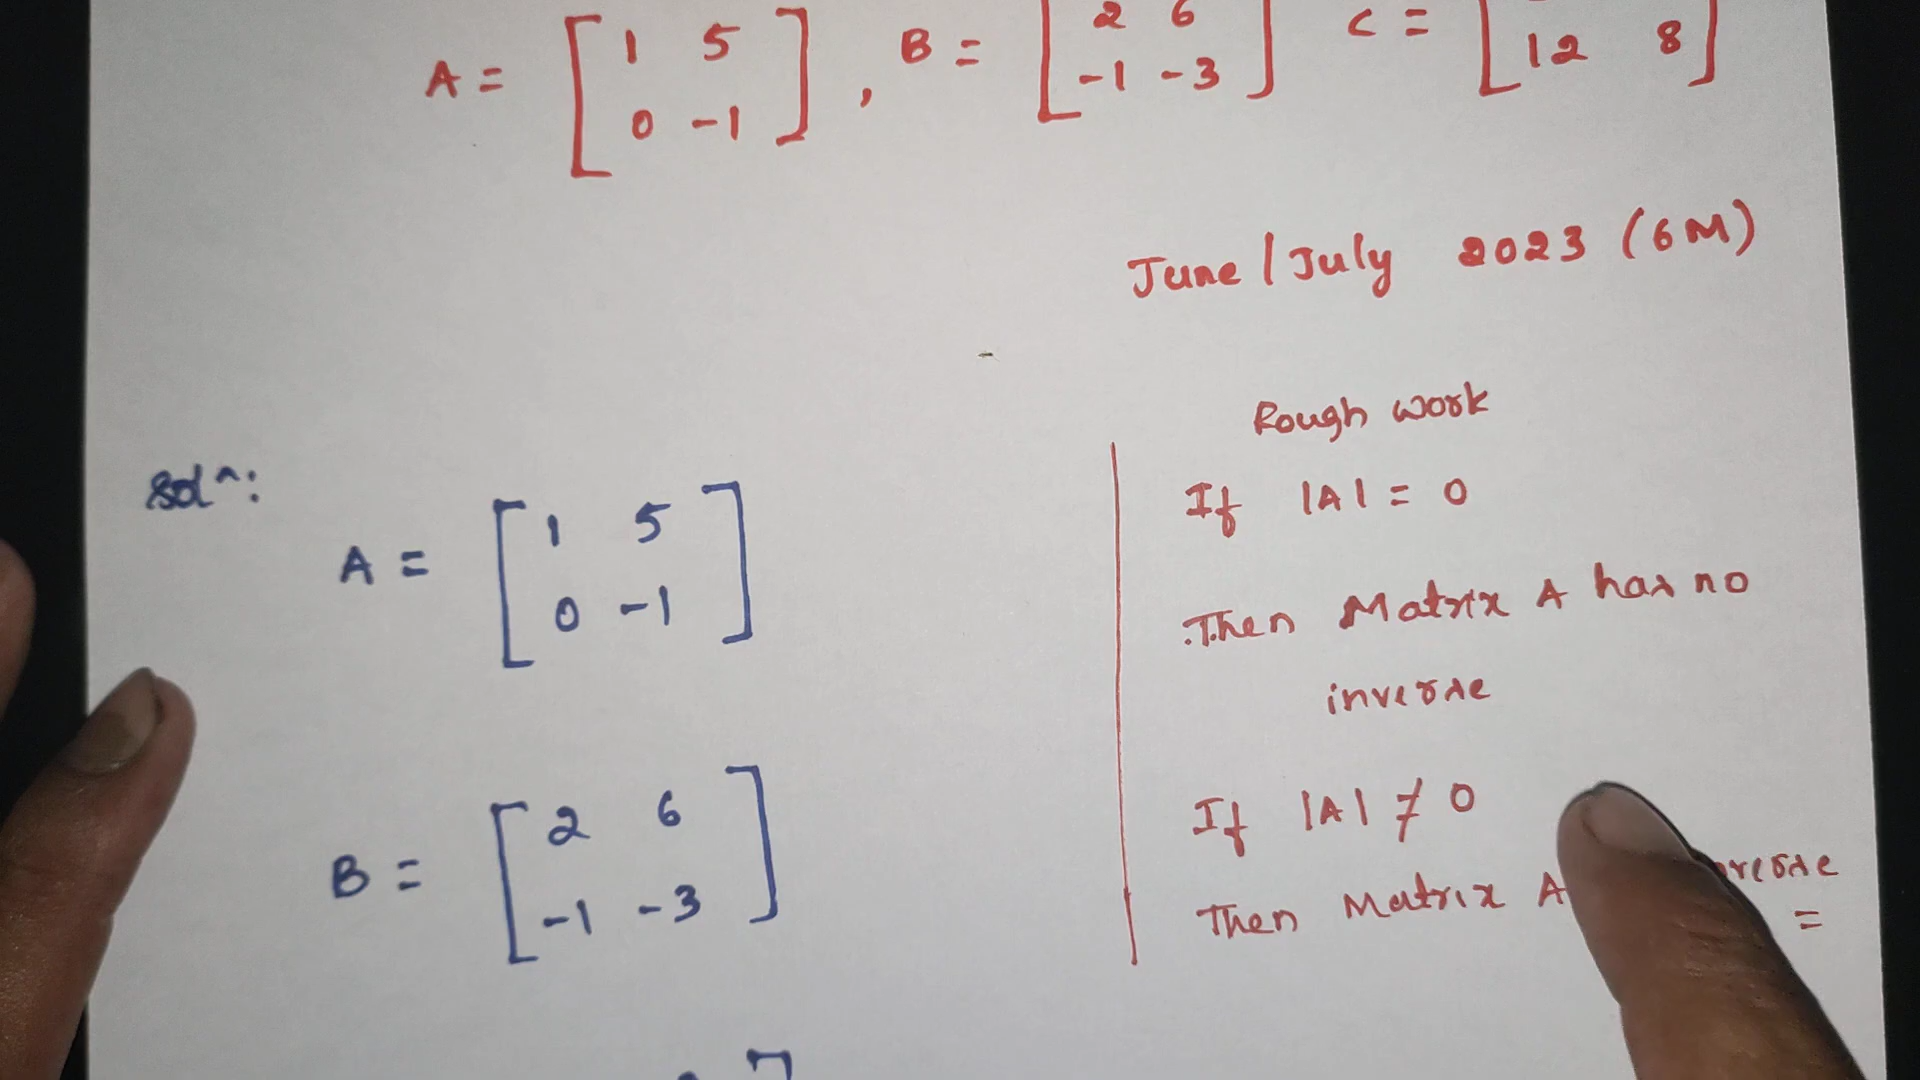 A = [ 1 5 ] , B = [ 2 6 ] C = [
0 -1 -1 -3 12 8 ]
June / July 2023 (6M)
Rough work
Sol^n:
If |A| = 0
A = [ 1 5 ]
0 -1
Then Matrix A has no
inverse
If |A| ≠ 0
B = [ 2 6 ]
-1 -3
Then Matrix A
=